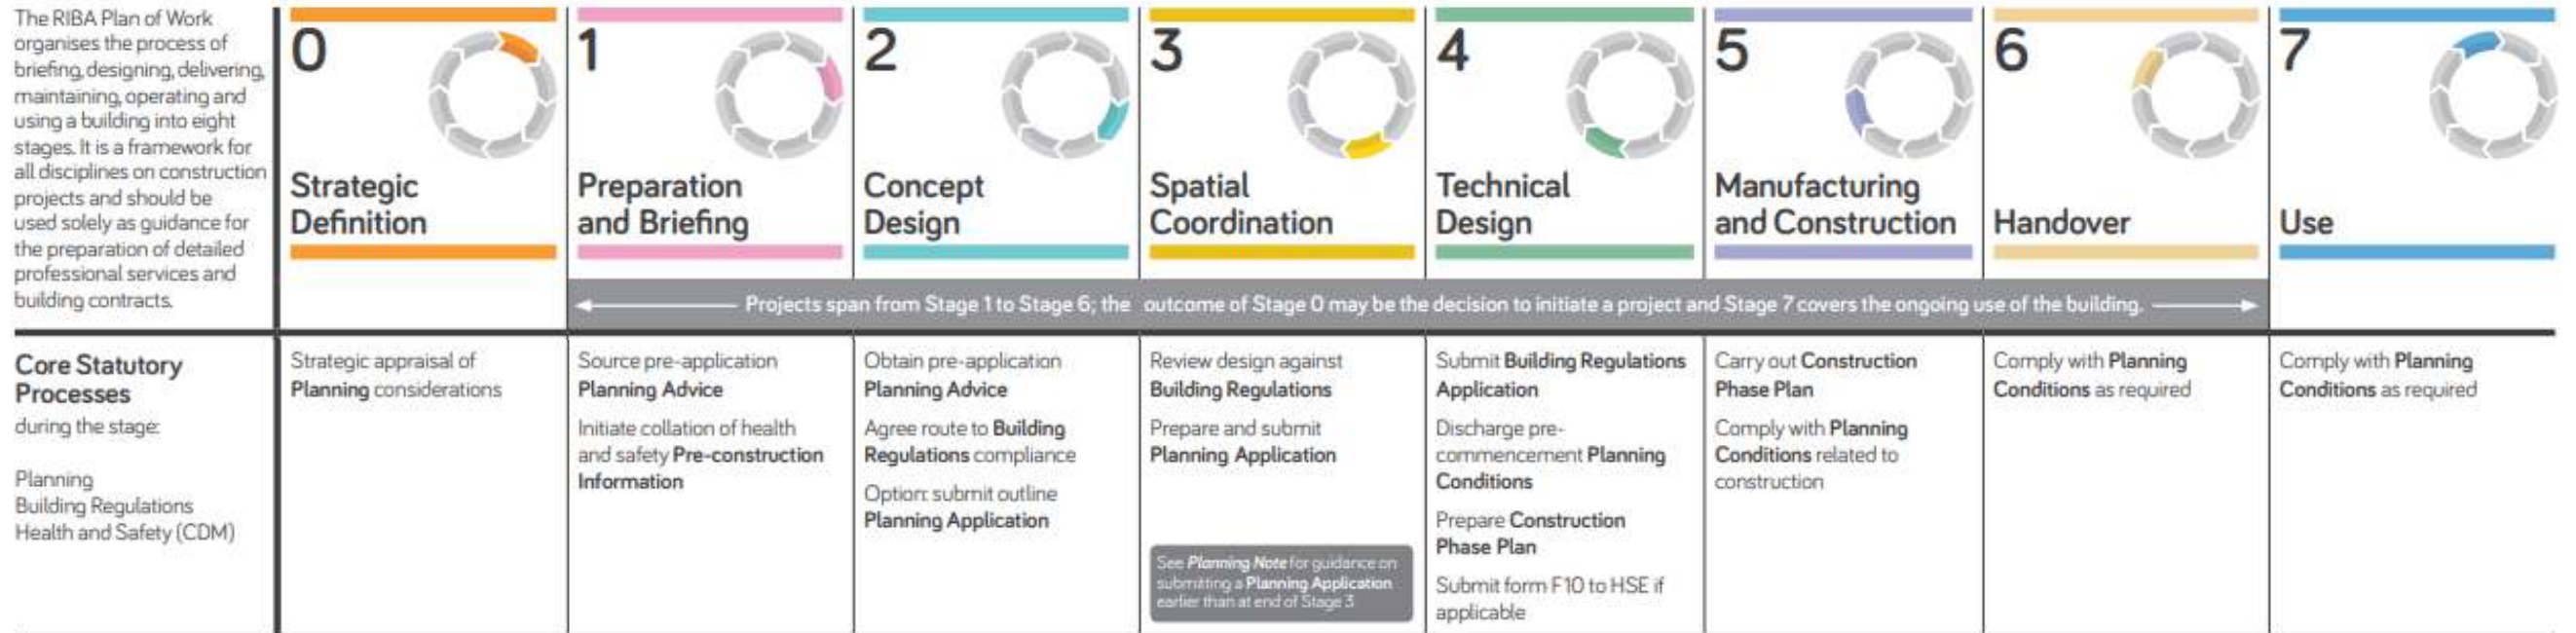 The RIBA Plan of Work
organises the process of
briefing, designing, delivering,
maintaining, operating and
using a building into eight
stages. It is a framework for
all disciplines on construction
projects and should be
used solely as guidance for
the preparation of detailed
professional services and
building contracts.
0
Strategic
Definition
1
Preparation
and Briefing
2
Concept
Design
3
Spatial
Coordination
4
Technical
Design
5
Manufacturing
and Construction
6
Handover
7
Use
Projects span from Stage 1 to Stage 6; the outcome of Stage 0 may be the decision to initiate a project and Stage 7 covers the ongoing use of the building.
Core Statutory
Processes
during the stage:
Planning
Building Regulations
Health and Safety (CDM)
Strategic appraisal of
Planning considerations
Source pre-application
Planning Advice
Initiate collation of health
and safety Pre-construction
Information
Obtain pre-application
Planning Advice
Agree route to Building
Regulations compliance
Option: submit outline
Planning Application
Review design against
Building Regulations
Prepare and submit
Planning Application
See Planning Note for guidance on
submitting a Planning Application
earlier than at end of Stage 3
Submit Building Regulations
Application
Discharge pre-
commencement Planning
Conditions
Prepare Construction
Phase Plan
Submit form F10 to HSE if
applicable
Carry out Construction
Phase Plan
Comply with Planning
Conditions related to
construction
Comply with Planning
Conditions as required
Comply with Planning
Conditions as required